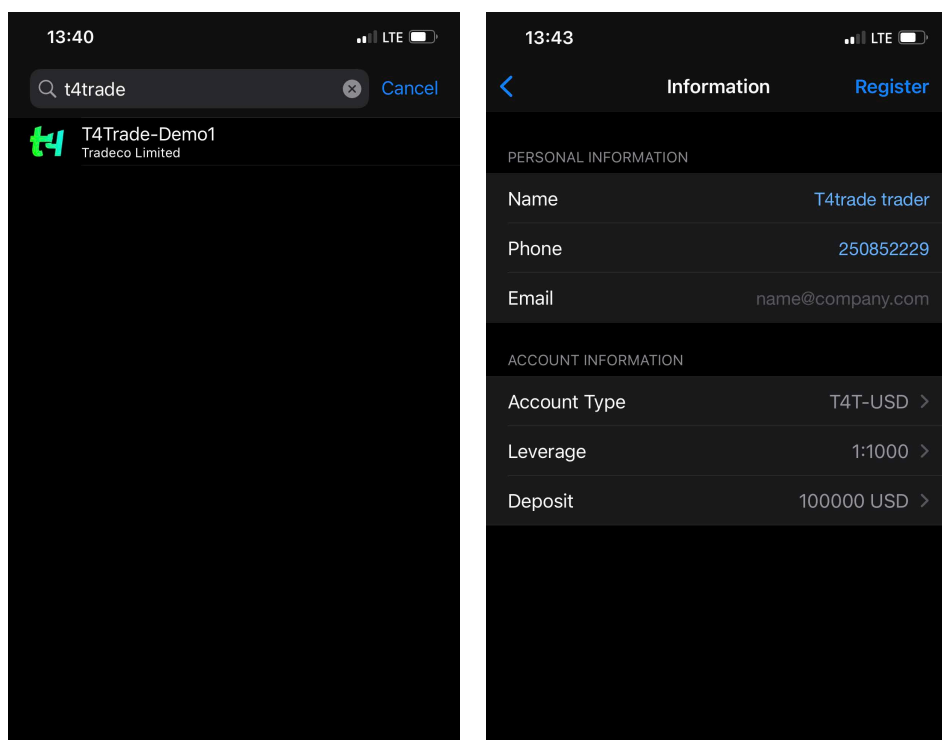 13:40
LTE
t4trade
Cancel
t4
T4Trade-Demo1
Tradeco Limited
13:43
LTE
Information
Register
PERSONAL INFORMATION
Name
T4trade trader
Phone
250852229
Email
name@company.com
ACCOUNT INFORMATION
Account Type
T4T-USD
Leverage
1:1000
Deposit
100000 USD